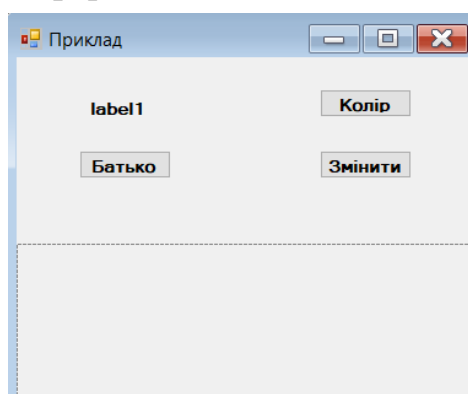 Приклад
label1
Колір
Батько
Змінити